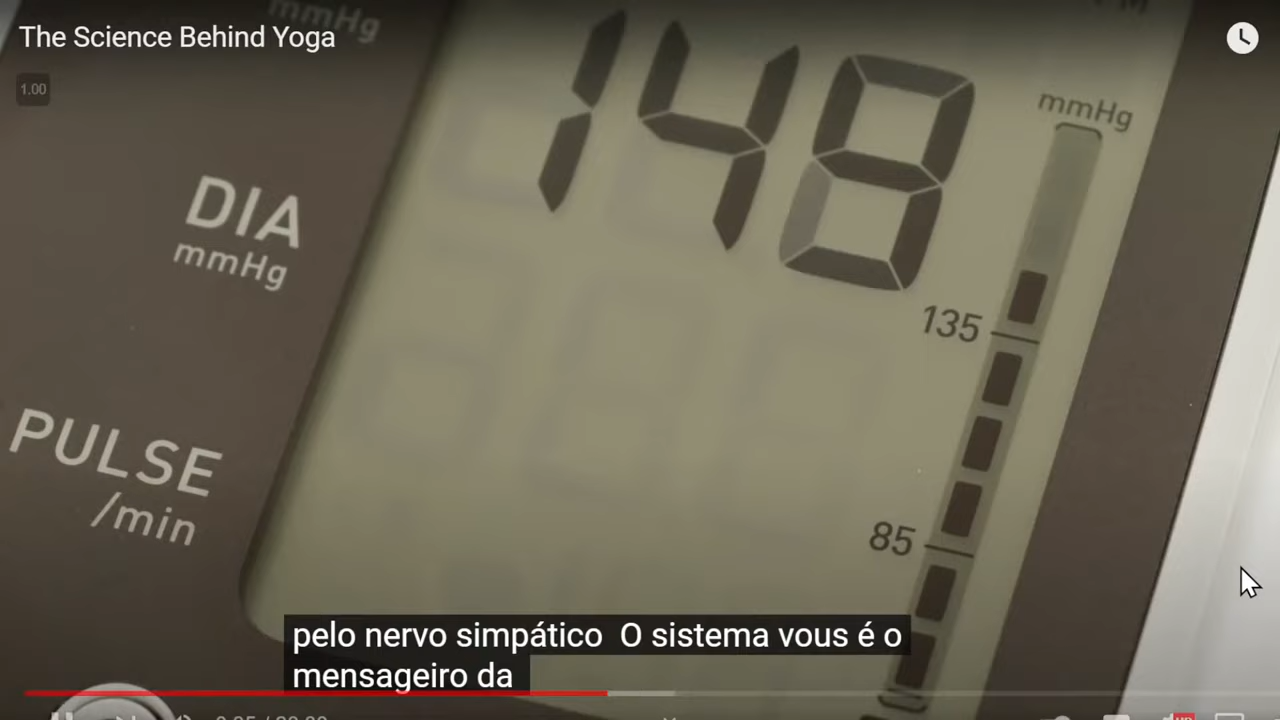 The Science Behind Yoga
mmHg
1.00
148
mmHg
DIA
mmHg
135
PULSE
/min
85
pelo nervo simpático O sistema vous é o
mensageiro da